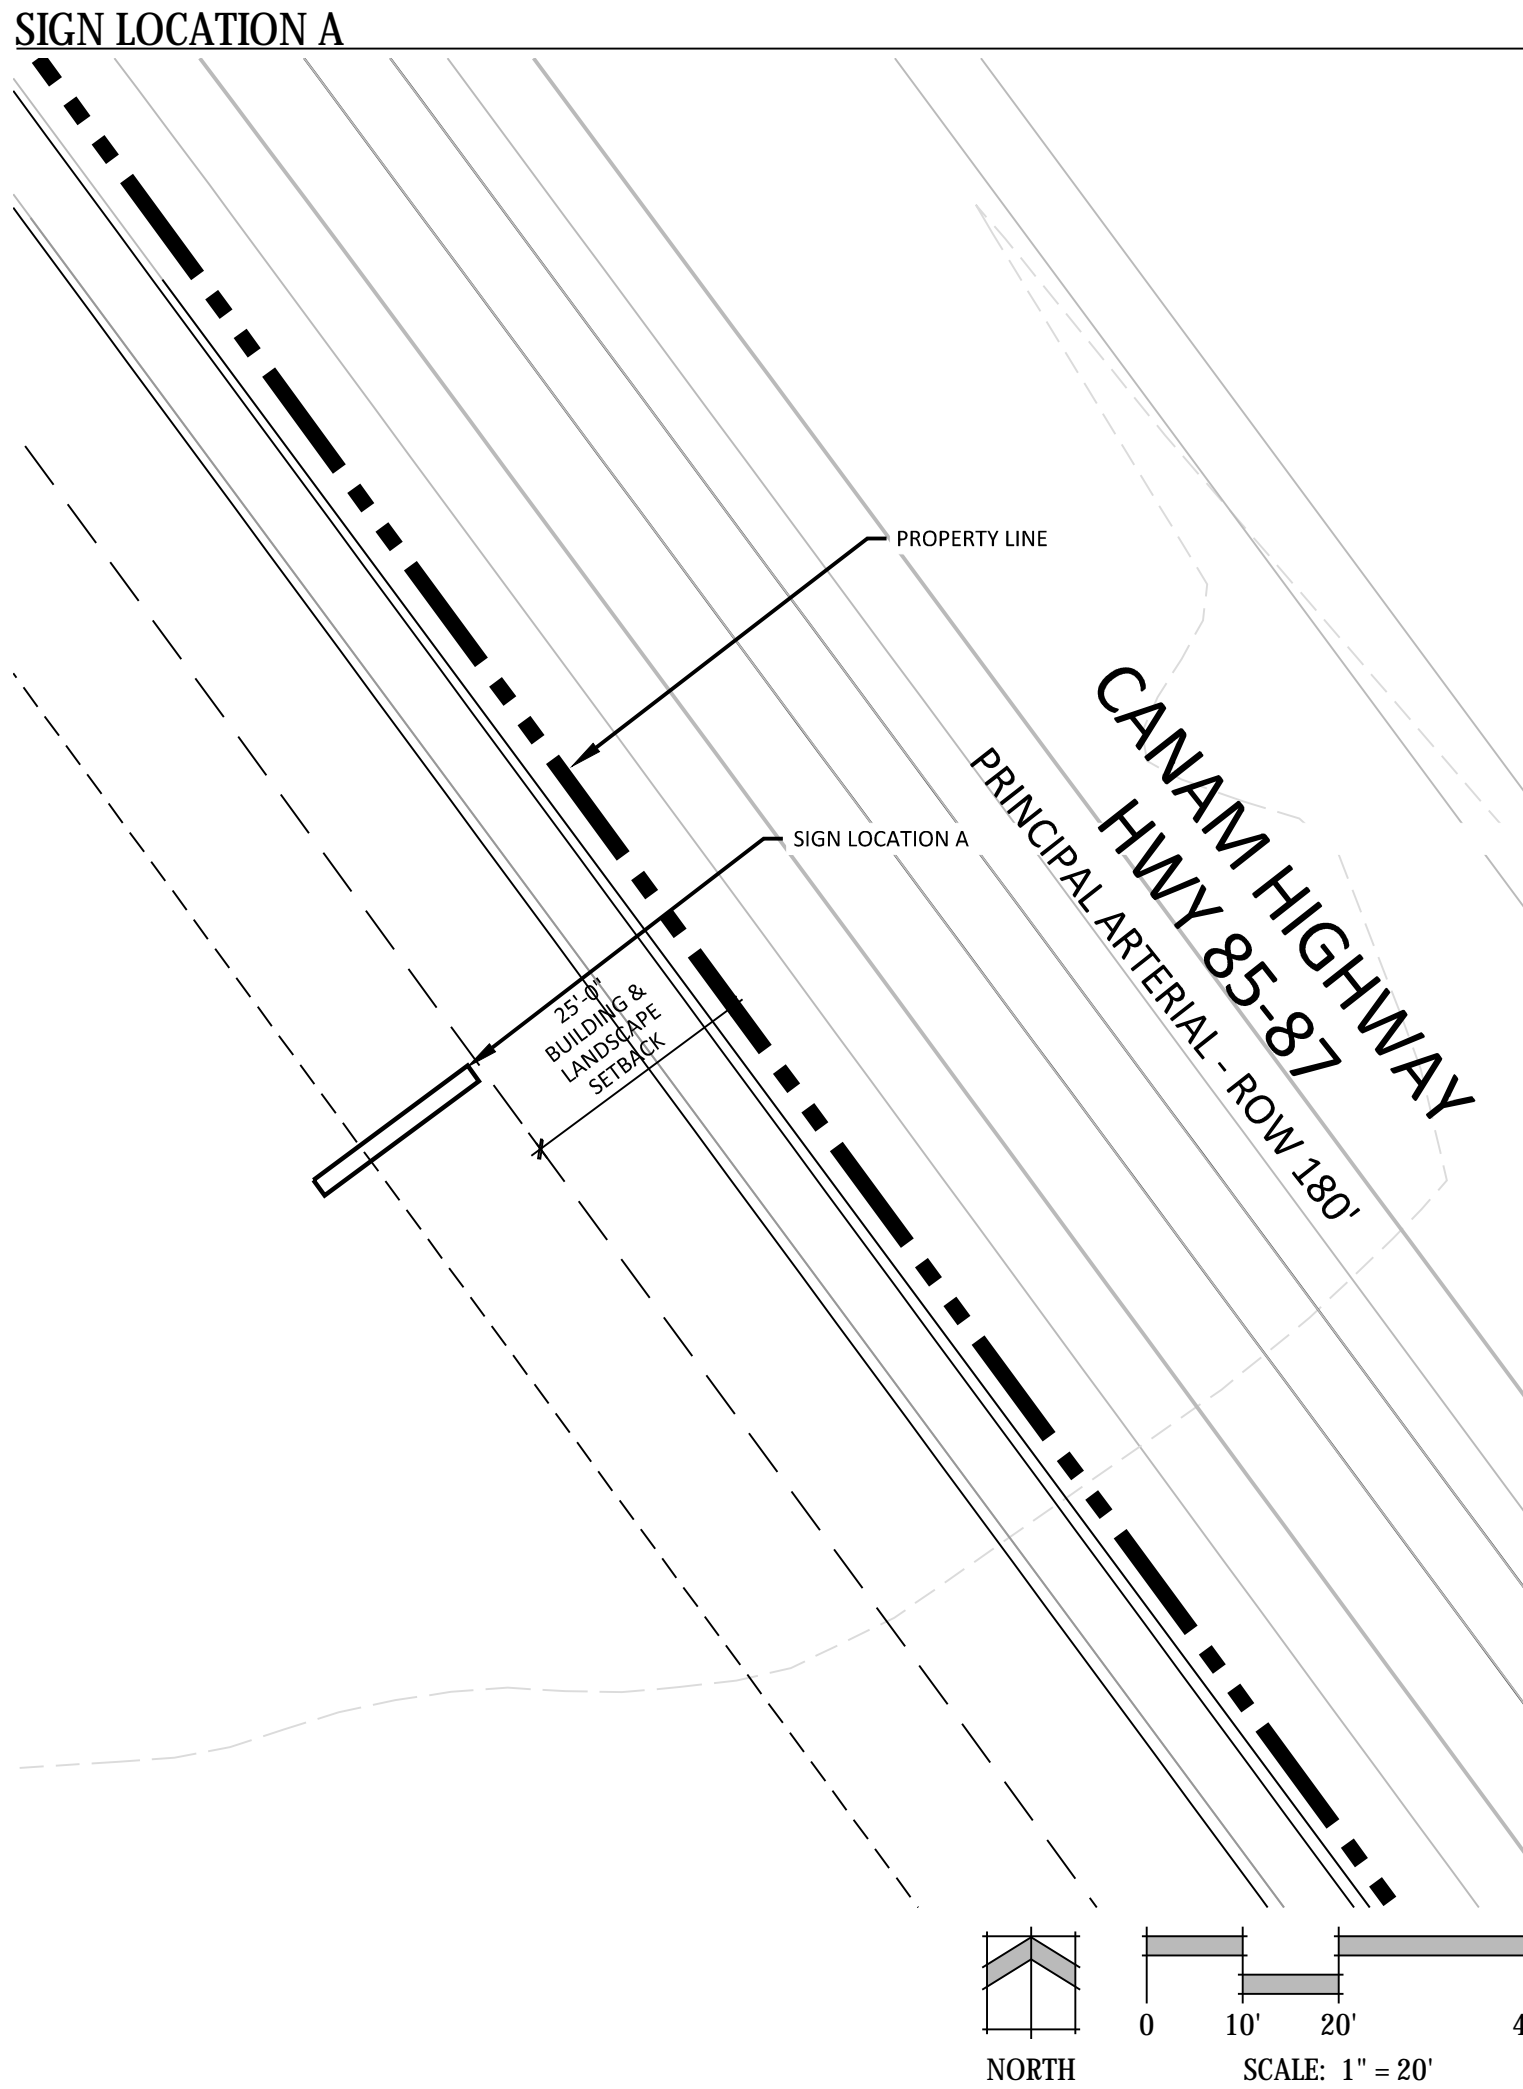 SIGN LOCATION A
PROPERTY LINE
CANAM HIGHWAY
HWY 85-87
PRINCIPAL ARTERIAL - ROW 180'
SIGN LOCATION A
25'-0"
BUILDING &
LANDSCAPE
SETBACK
0 10' 20' 4
NORTH
SCALE: 1" = 20'